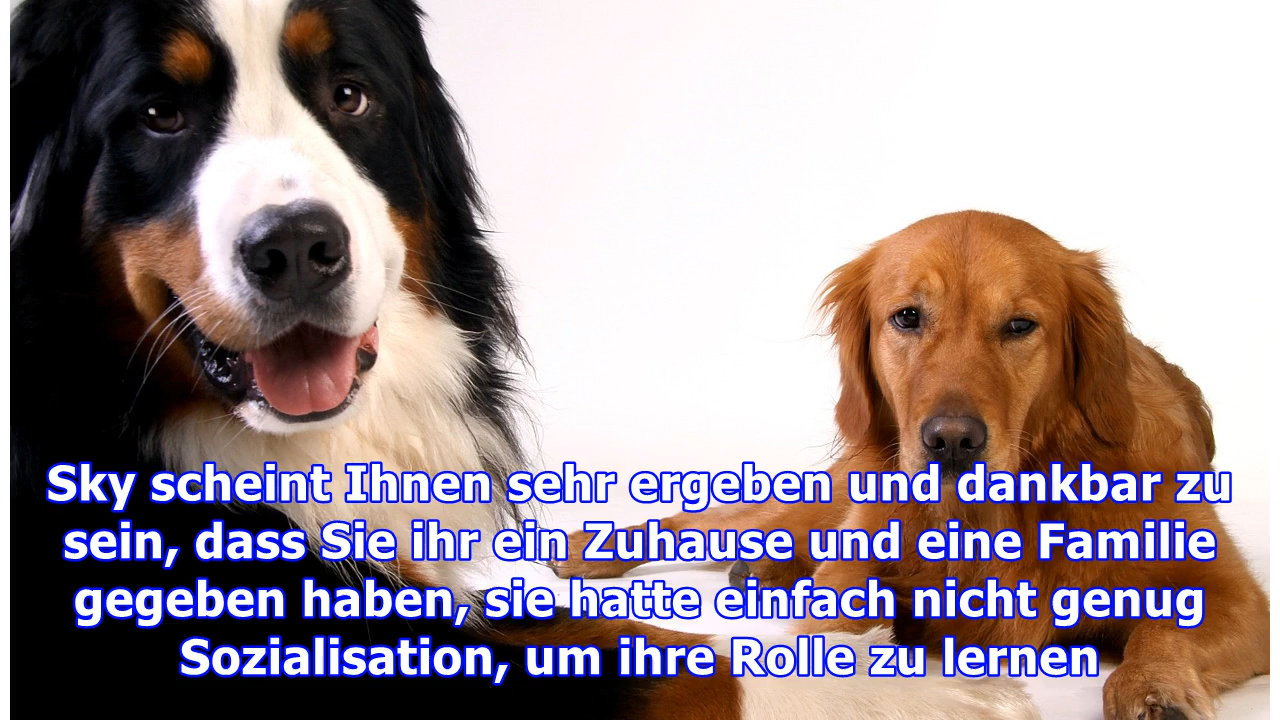 Sky scheint Ihnen sehr ergeben und dankbar zu
sein, dass Sie ihr ein Zuhause und eine Familie
gegeben haben, sie hatte einfach nicht genug
Sozialisation, um ihre Rolle zu lernen